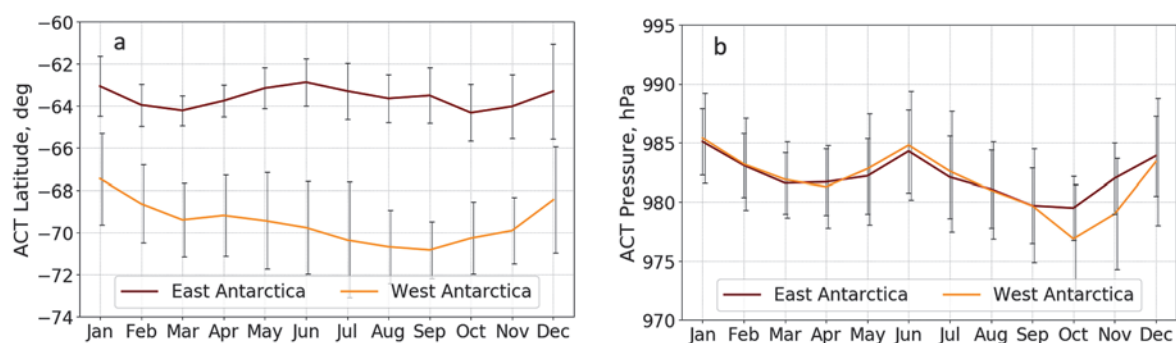 a
ACT Latitude, deg
−60
−62
−64
−66
−68
−70
−72
−74
East Antarctica
West Antarctica
Jan Feb Mar Apr May Jun Jul Aug Sep Oct Nov Dec
b
ACT Pressure, hPa
995
990
985
980
975
970
East Antarctica
West Antarctica
Jan Feb Mar Apr May Jun Jul Aug Sep Oct Nov Dec